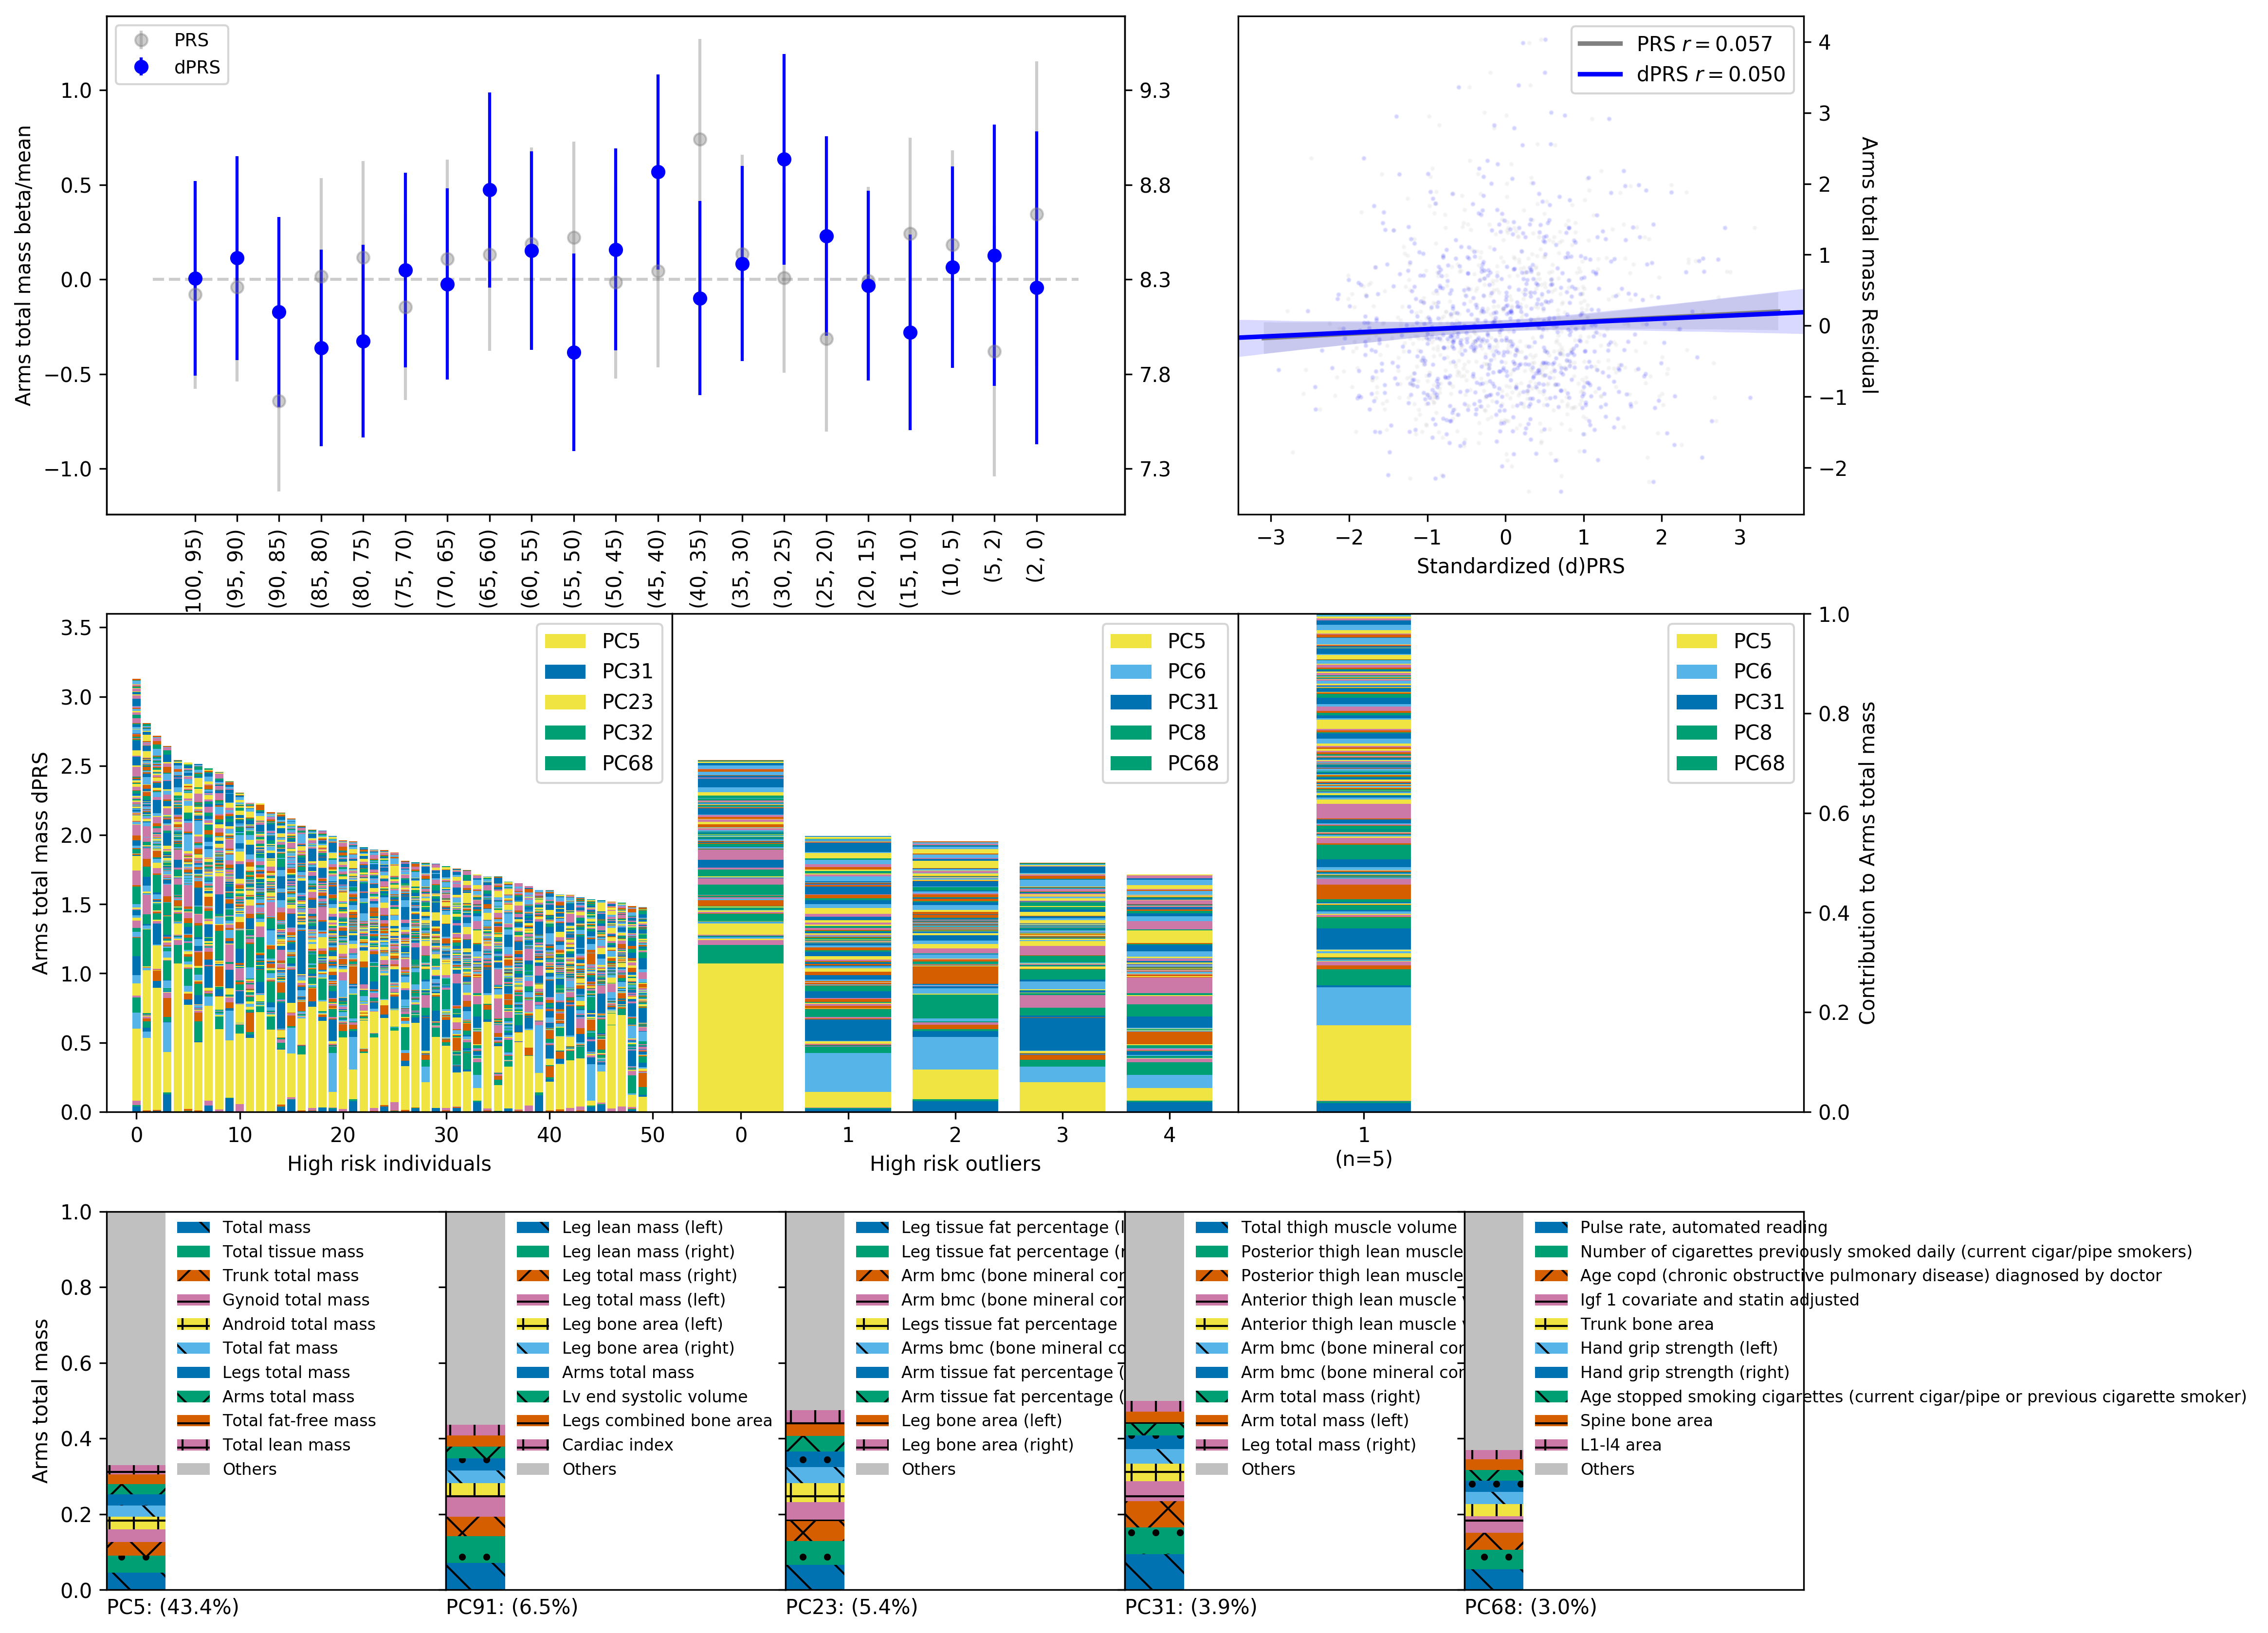 PRS
dPRS
Arms total mass beta/mean
1.0
0.5
0.0
−0.5
−1.0
9.3
8.8
8.3
7.8
7.3
100, 95)
(95, 90)
(90, 85)
(85, 80)
(80, 75)
(75, 70)
(70, 65)
(65, 60)
(60, 55)
(55, 50)
(50, 45)
(45, 40)
(40, 35)
(35, 30)
(30, 25)
(25, 20)
(20, 15)
(15, 10)
(10, 5)
(5, 2)
(2, 0)
PRS r = 0.057
dPRS r = 0.050
4
3
2
1
0
−1
−2
Arms total mass Residual
−3 −2 −1 0 1 2 3
Standardized (d)PRS
Arms total mass dPRS
3.5
3.0
2.5
2.0
1.5
1.0
0.5
0.0
PC5
PC31
PC23
PC32
PC68
0 10 20 30 40 50
High risk individuals
PC5
PC6
PC31
PC8
PC68
0 1 2 3 4
High risk outliers
PC5
PC6
PC31
PC8
PC68
1
(n=5)
1.0
0.8
0.6
0.4
0.2
0.0
Contribution to Arms total mass
Arms total mass
1.0
0.8
0.6
0.4
0.2
0.0
Total mass
Total tissue mass
Trunk total mass
Gynoid total mass
Android total mass
Total fat mass
Legs total mass
Arms total mass
Total fat-free mass
Total lean mass
Others
PC5: (43.4%)
Leg lean mass (left)
Leg lean mass (right)
Leg total mass (right)
Leg total mass (left)
Leg bone area (left)
Leg bone area (right)
Arms total mass
Lv end systolic volume
Legs combined bone area
Cardiac index
Others
PC91: (6.5%)
Leg tissue fat percentage (l
Leg tissue fat percentage (r
Arm bmc (bone mineral con
Arm bmc (bone mineral con
Legs tissue fat percentage
Arms bmc (bone mineral co
Arm tissue fat percentage (
Arm tissue fat percentage (
Leg bone area (left)
Leg bone area (right)
Others
PC23: (5.4%)
Total thigh muscle volume
Posterior thigh lean muscle
Posterior thigh lean muscle
Anterior thigh lean muscle v
Anterior thigh lean muscle v
Arm bmc (bone mineral con
Arm bmc (bone mineral con
Arm total mass (right)
Arm total mass (left)
Leg total mass (right)
Others
PC31: (3.9%)
Pulse rate, automated reading
Number of cigarettes previously smoked daily (current cigar/pipe smokers)
Age copd (chronic obstructive pulmonary disease) diagnosed by doctor
Igf 1 covariate and statin adjusted
Trunk bone area
Hand grip strength (left)
Hand grip strength (right)
Age stopped smoking cigarettes (current cigar/pipe or previous cigarette smoker)
Spine bone area
L1-l4 area
Others
PC68: (3.0%)